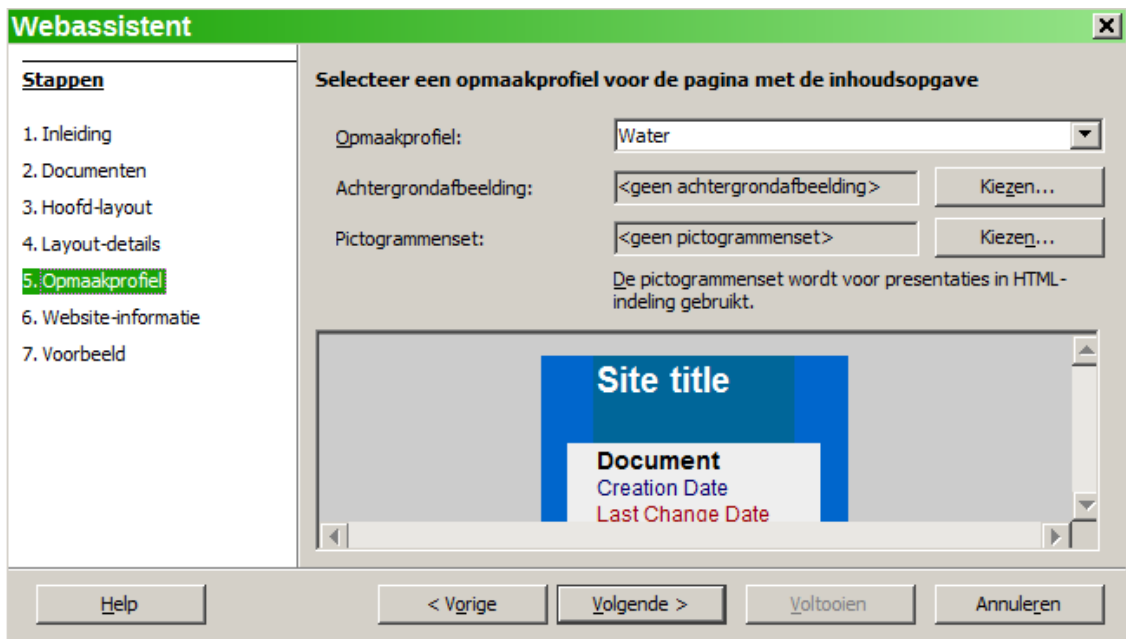 Webassistent
Stappen
1. Inleiding
2. Documenten
3. Hoofd-layout
4. Layout-details
5. Opmaakprofiel
6. Website-informatie
7. Voorbeeld
Selecteer een opmaakprofiel voor de pagina met de inhoudsopgave
Opmaakprofiel: Water
Achtergrondafbeelding: <geen achtergrondafbeelding> Kiezen...
Pictogrammenset: <geen pictogrammenset> Kiezen...
De pictogrammenset wordt voor presentaties in HTML-
indeling gebruikt.
Site title
Document
Creation Date
Last Change Date
Help < Vorige Volgende > Voltooien Annuleren